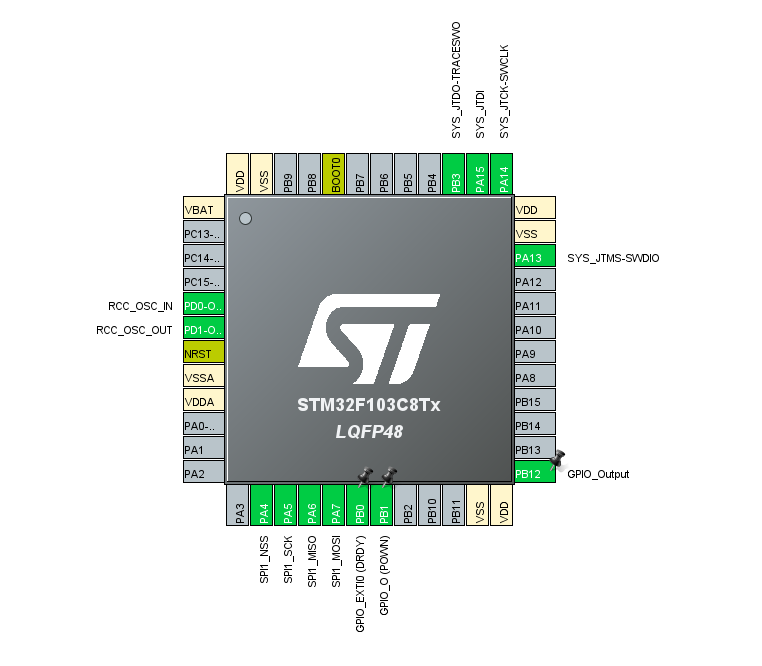 SYS_JTDO-TRACESWO
SYS_JTDI
SYS_JTCK-SWCLK
VDD
VSS
PB9
PB8
BOOT0
PB7
PB6
PB5
PB4
PB3
PA15
PA14
VBAT
PC13-..
PC14-..
PC15-..
RCC_OSC_IN PD0-O..
RCC_OSC_OUT PD1-O..
NRST
VSSA
VDDA
PA0-..
PA1
PA2
ST
STM32F103C8Tx
LQFP48
VDD
VSS
PA13 SYS_JTMS-SWDIO
PA12
PA11
PA10
PA9
PA8
PB15
PB14
PB13
PB12 GPIO_Output
PA3
PA4
PA5
PA6
PA7
PB0
PB1
PB2
PB10
PB11
VSS
VDD
SPI1_NSS
SPI1_SCK
SPI1_MISO
SPI1_MOSI
GPIO_EXTI0 (DRDY)
GPIO_O (POWN)